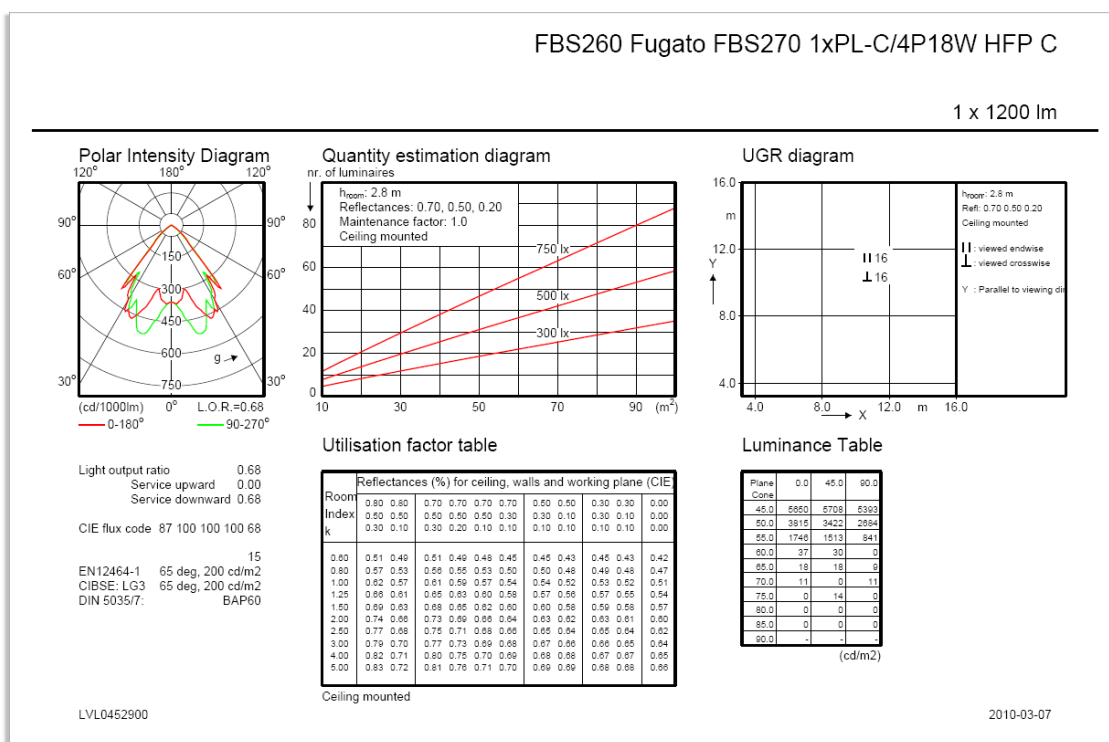 FBS260 Fugato FBS270 1xPL-C/4P18W HFP C
1 x 1200 lm
Polar Intensity Diagram
120° 180° 120°
90° 90°
60° 60°
30° 30°
150
300
450
600
750
g
(cd/1000lm) 0° L.O.R.=0.68
0-180° 90-270°
Quantity estimation diagram
nr. of luminaires
hroom: 2.8 m
Reflectances: 0.70, 0.50, 0.20
Maintenance factor: 1.0
Ceiling mounted
80
60
40
20
0
750 lx
500 lx
300 lx
10 30 50 70 90 (m²)
UGR diagram
16.0
m
12.0
Y
8.0
4.0
16
16
hroom: 2.8 m
Refl: 0.70 0.50 0.20
Ceiling mounted
: viewed endwise
: viewed crosswise
Y : Parallel to viewing dir
4.0 8.0 X 12.0 m 16.0
Light output ratio 0.68
Service upward 0.00
Service downward 0.68
CIE flux code 87 100 100 100 68
15
EN12464-1 65 deg, 200 cd/m2
CIBSE: LG3 65 deg, 200 cd/m2
DIN 5035/7: BAP60
Utilisation factor table
Room Index k
Reflectances (%) for ceiling, walls and working plane (CIE)
0.80 0.80 0.70 0.70 0.70 0.70 0.50 0.50 0.30 0.30 0.00
0.50 0.50 0.50 0.50 0.50 0.30 0.30 0.10 0.30 0.10 0.00
0.30 0.10 0.30 0.20 0.10 0.10 0.10 0.10 0.10 0.10 0.00
0.60 0.51 0.49 0.51 0.49 0.48 0.45 0.45 0.43 0.45 0.43 0.42
0.80 0.57 0.53 0.56 0.55 0.53 0.50 0.50 0.48 0.49 0.48 0.47
1.00 0.62 0.57 0.61 0.59 0.57 0.54 0.54 0.52 0.53 0.52 0.51
1.25 0.66 0.61 0.65 0.63 0.60 0.58 0.57 0.56 0.57 0.55 0.54
1.50 0.69 0.63 0.68 0.65 0.62 0.60 0.60 0.58 0.59 0.58 0.57
2.00 0.74 0.66 0.73 0.69 0.66 0.64 0.63 0.62 0.63 0.61 0.60
2.50 0.77 0.68 0.75 0.71 0.68 0.66 0.65 0.64 0.65 0.64 0.62
3.00 0.79 0.70 0.77 0.73 0.69 0.68 0.67 0.66 0.66 0.65 0.64
4.00 0.82 0.71 0.80 0.75 0.70 0.69 0.68 0.68 0.67 0.67 0.65
5.00 0.83 0.72 0.81 0.76 0.71 0.70 0.69 0.69 0.68 0.68 0.66
Ceiling mounted
Luminance Table
Plane Cone 0.0 45.0 90.0
45.0 5650 5708 5393
50.0 3815 3422 2684
55.0 1746 1513 841
60.0 37 30 0
65.0 18 18 9
70.0 11 0 11
75.0 0 14 0
80.0 0 0 0
85.0 0 0 0
90.0 - - -
(cd/m2)
LVL0452900
2010-03-07